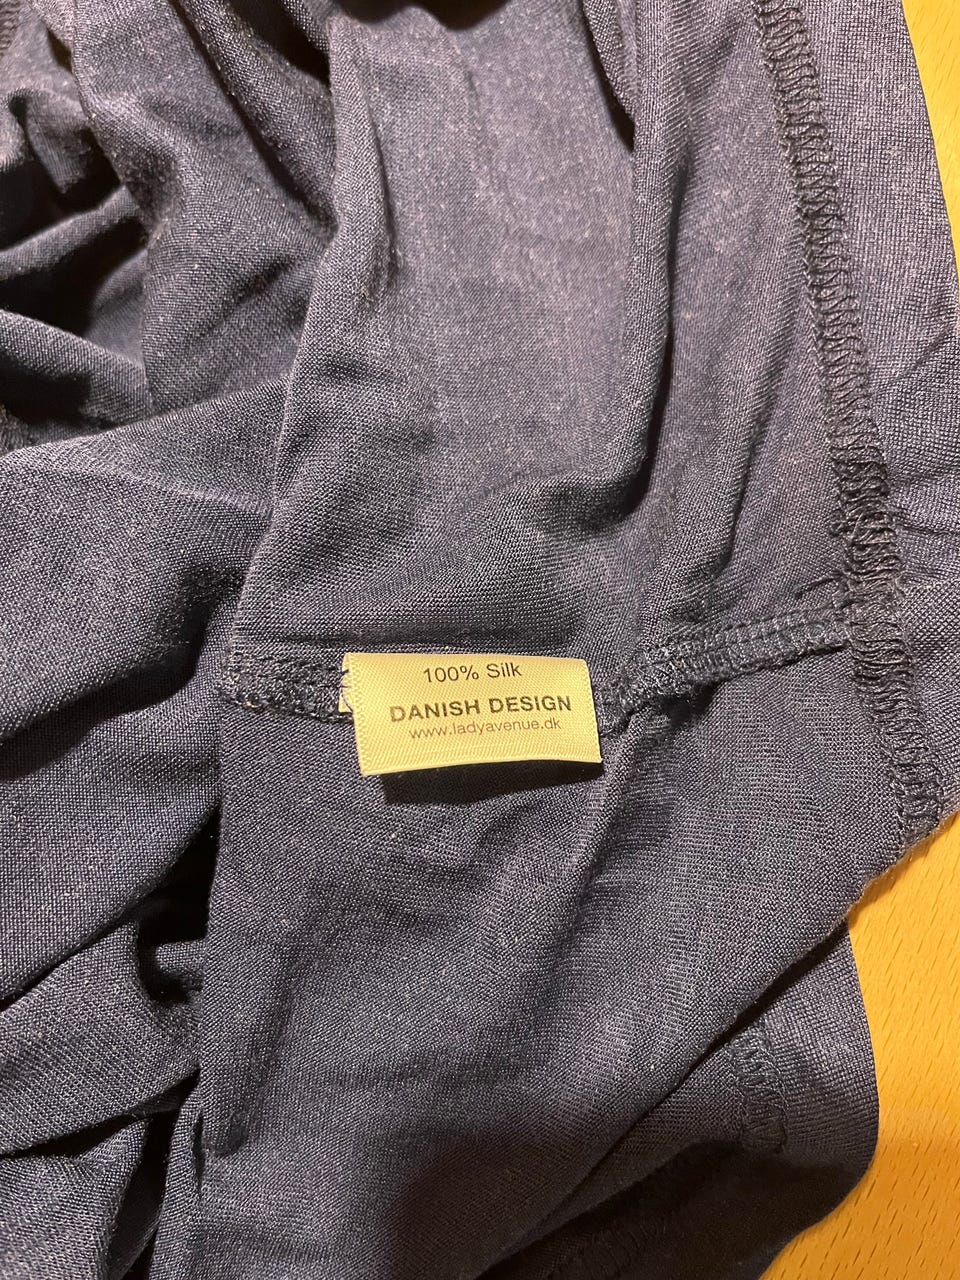 100% Silk
DANISH DESIGN
www.ladyavenue.dk